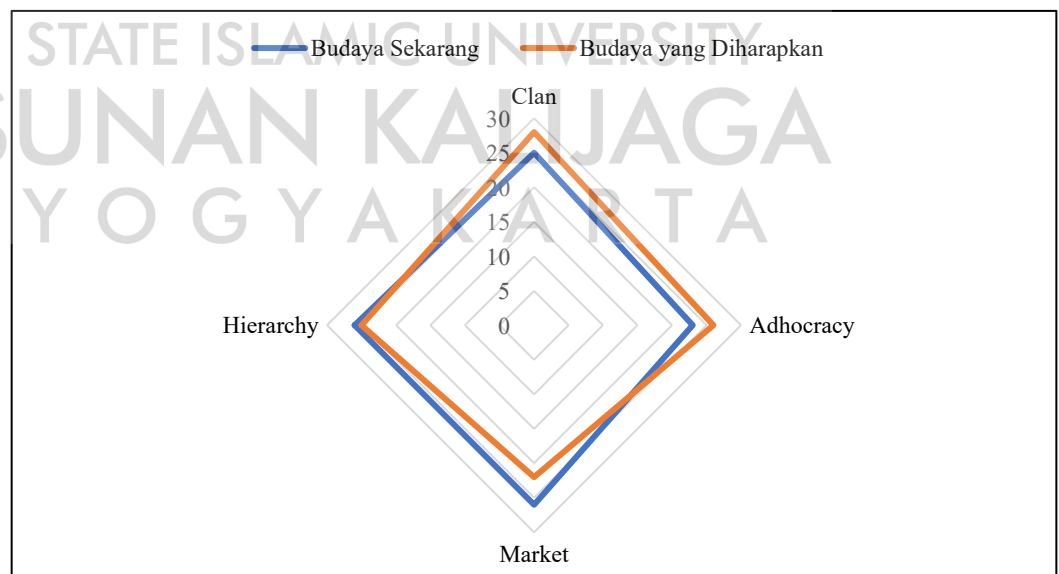 STATE ISLAMIC UNIVERSITY
Budaya Sekarang Budaya yang Diharapkan
SUNAN KALIJAGA
YOGYAKARTA
Clan
30
25
20
15
10
5
0
Hierarchy
Adhocracy
Market